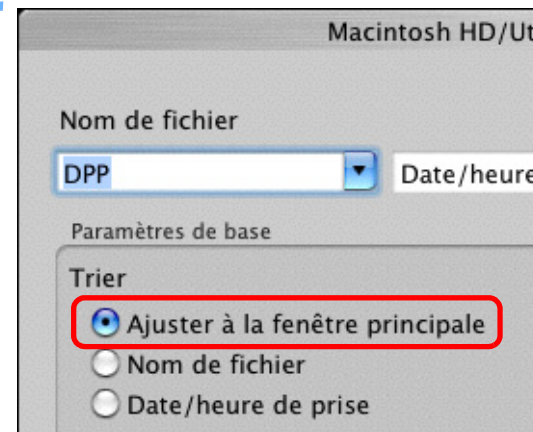 Macintosh HD/Ut
Nom de fichier
DPP
Date/heure
Paramètres de base
Trier
Ajuster à la fenêtre principale
Nom de fichier
Date/heure de prise